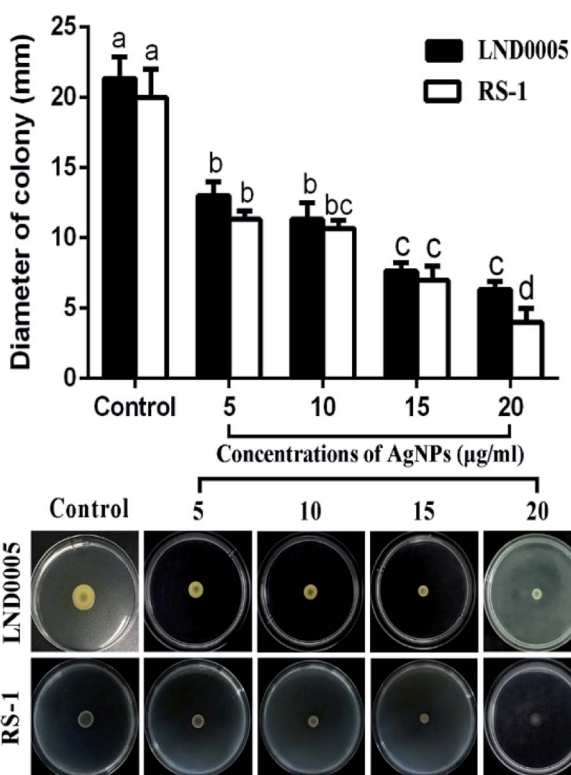 25
20
15
10
5
0
Diameter of colony (mm)
LND0005
RS-1
a a
b b
b bc
c c
c d
Control 5 10 15 20
Concentrations of AgNPs (µg/ml)
Control 5 10 15 20
LND0005
RS-1